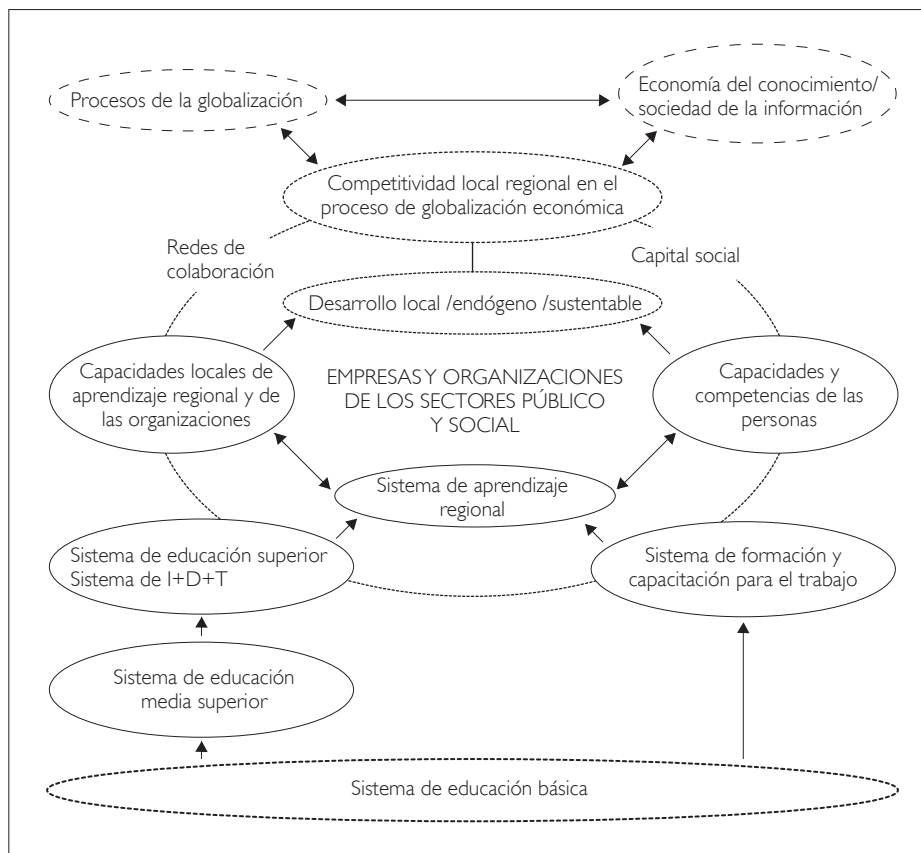 Procesos de la globalización
Economía del conocimiento/
sociedad de la información
Competitividad local regional en el
proceso de globalización económica
Redes de
colaboración
Capital social
Desarrollo local /endógeno /sustentable
Capacidades locales de
aprendizaje regional y de
las organizaciones
EMPRESAS Y ORGANIZACIONES
DE LOS SECTORES PÚBLICO
Y SOCIAL
Capacidades y
competencias de las
personas
Sistema de aprendizaje
regional
Sistema de educación superior
Sistema de I+D+T
Sistema de formación y
capacitación para el trabajo
Sistema de educación
media superior
Sistema de educación básica